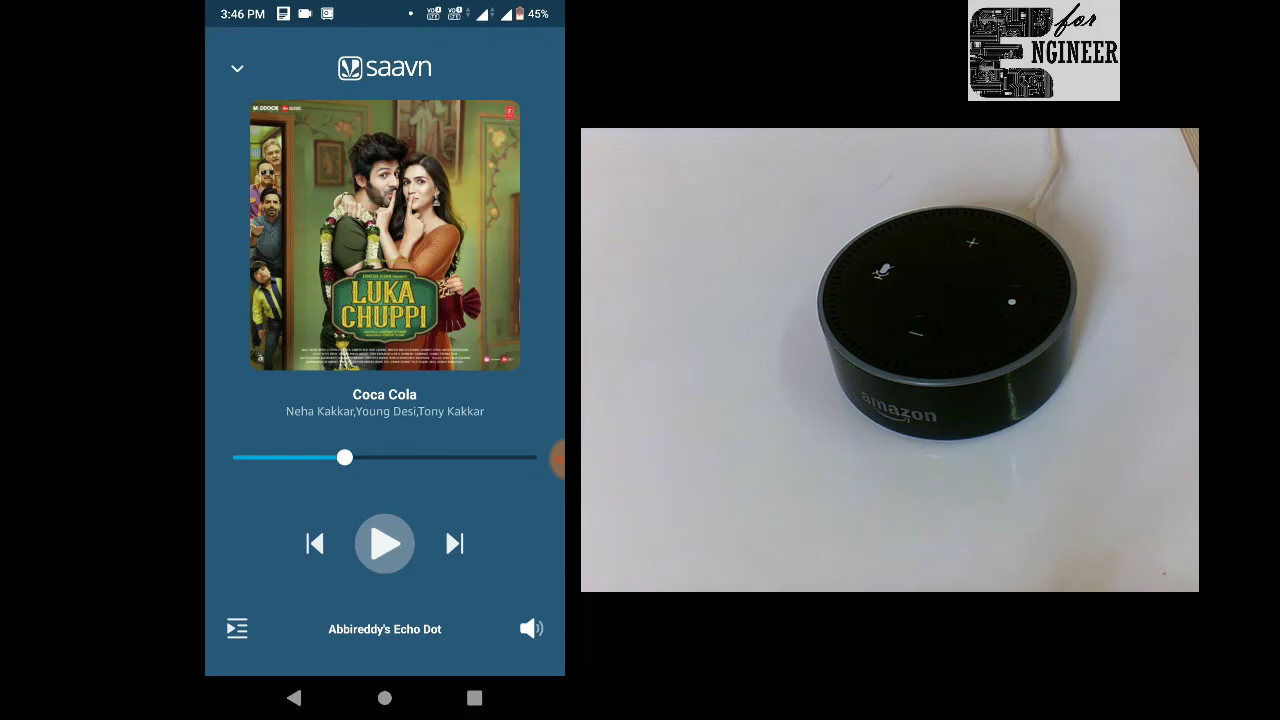 3:46 PM
45%
saavn
MADDOCK
LUKA
CHUPPI
Coca Cola
Neha Kakkar,Young Desi,Tony Kakkar
Abbireddy's Echo Dot
E for
NGINEER
amazon